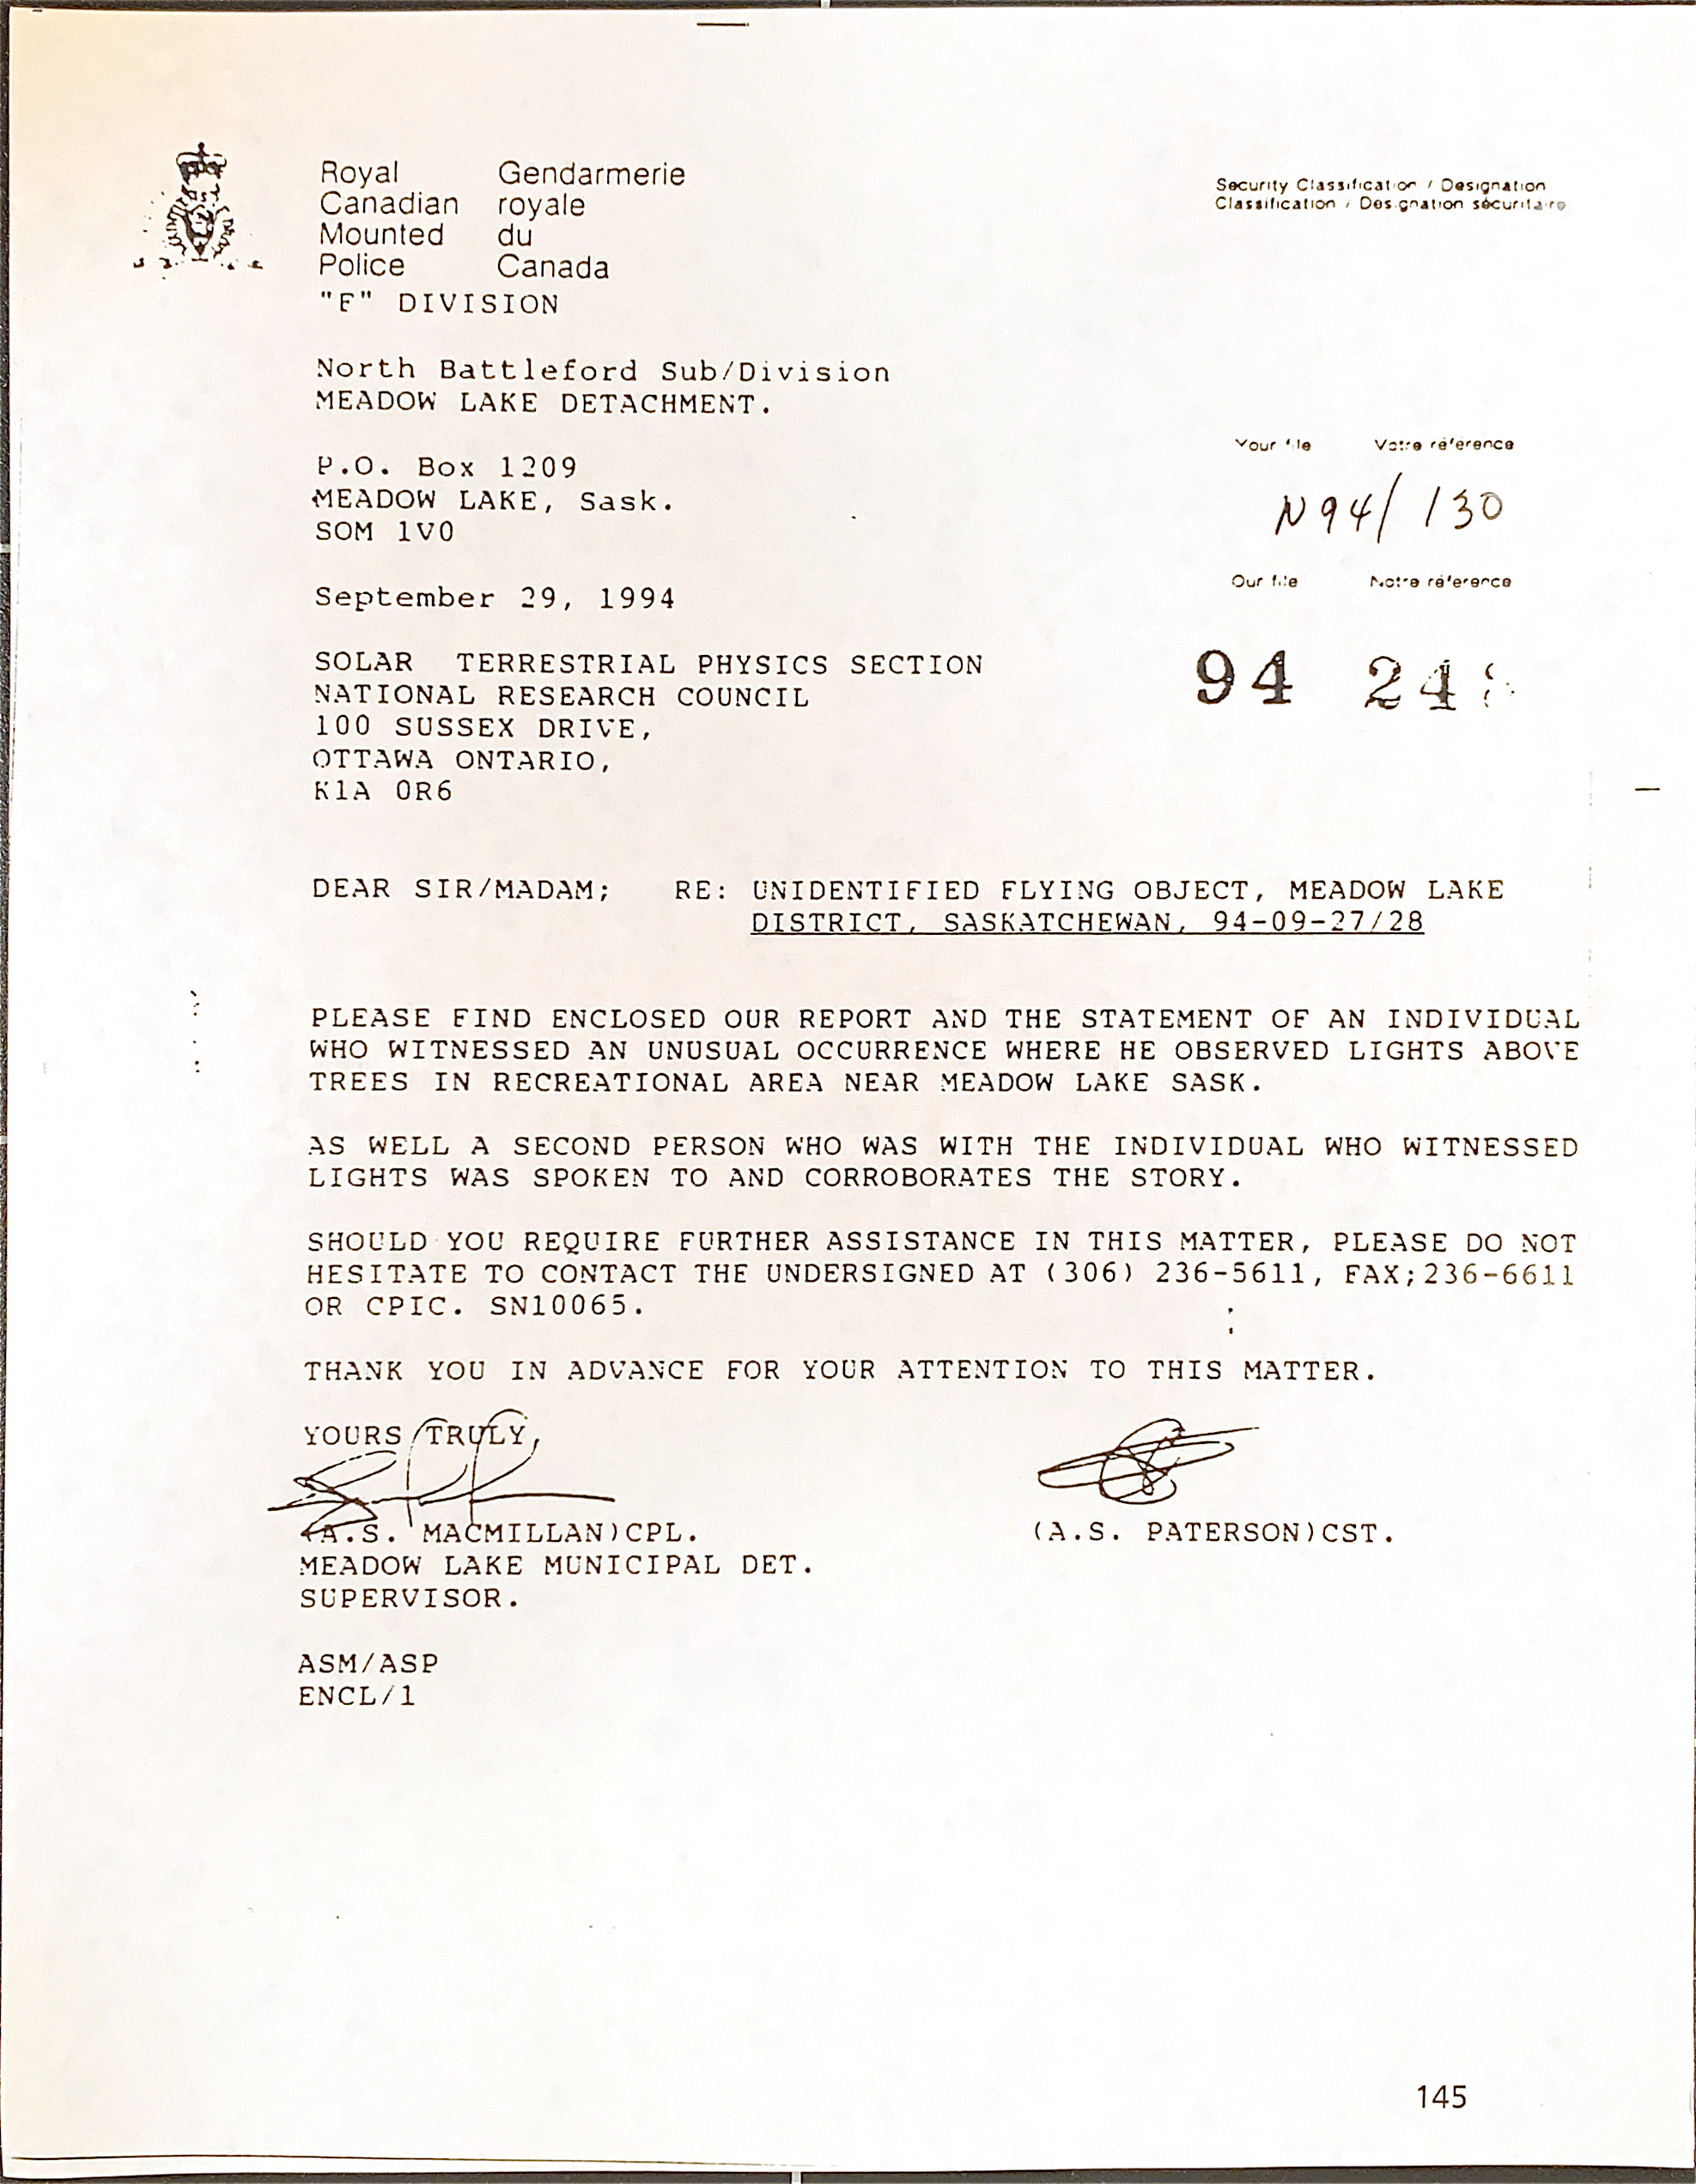 Royal Gendarmerie
Canadian royale
Mounted du
Police Canada
"F" DIVISION
Security Classification / Designation
Classification / Designation sécuritaire
North Battleford Sub/Division
MEADOW LAKE DETACHMENT.
P.O. Box 1209
MEADOW LAKE, Sask.
SOM 1V0
Your file Votre référence
N94/130
September 29, 1994
Our file Notre référence
94 24
SOLAR TERRESTRIAL PHYSICS SECTION
NATIONAL RESEARCH COUNCIL
100 SUSSEX DRIVE,
OTTAWA ONTARIO,
K1A 0R6
DEAR SIR/MADAM; RE: UNIDENTIFIED FLYING OBJECT, MEADOW LAKE
DISTRICT, SASKATCHEWAN, 94-09-27/28
PLEASE FIND ENCLOSED OUR REPORT AND THE STATEMENT OF AN INDIVIDUAL
WHO WITNESSED AN UNUSUAL OCCURRENCE WHERE HE OBSERVED LIGHTS ABOVE
TREES IN RECREATIONAL AREA NEAR MEADOW LAKE SASK.
AS WELL A SECOND PERSON WHO WAS WITH THE INDIVIDUAL WHO WITNESSED
LIGHTS WAS SPOKEN TO AND CORROBORATES THE STORY.
SHOULD YOU REQUIRE FURTHER ASSISTANCE IN THIS MATTER, PLEASE DO NOT
HESITATE TO CONTACT THE UNDERSIGNED AT (306) 236-5611, FAX;236-6611
OR CPIC. SN10065.
THANK YOU IN ADVANCE FOR YOUR ATTENTION TO THIS MATTER.
YOURS TRULY,
(A.S. MACMILLAN)CPL. (A.S. PATERSON)CST.
MEADOW LAKE MUNICIPAL DET.
SUPERVISOR.
ASM/ASP
ENCL/1
145